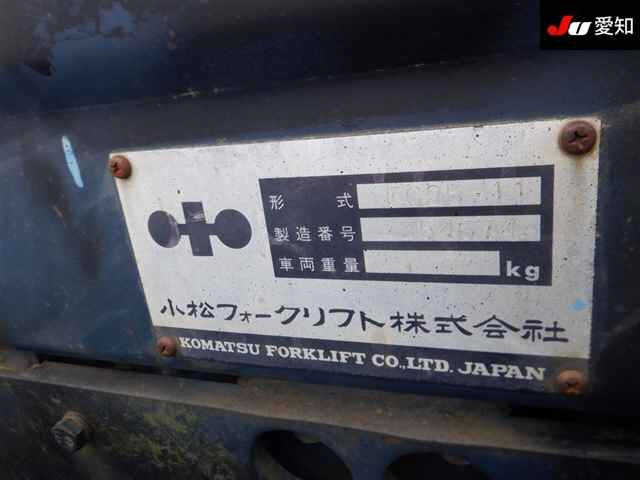 Ju 愛知
形式
製造番号
車両重量 kg
小松フォークリフト株式会社
KOMATSU FORKLIFT CO.,LTD. JAPAN